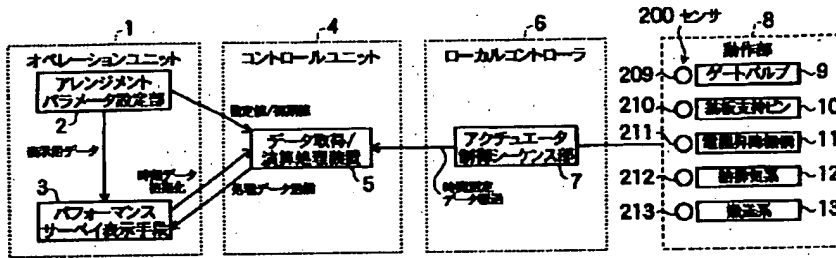 1
オペレーションユニット
アレンジメント
パラメータ設定部
2
表示用データ
3
パフォーマンス
サーベイ表示手段
時間データ
初期化
4
コントロールユニット
設定値/初期値
データ取得/
演算処理装置
5
処理データ送信
6
ローカルコントローラ
アクチュエータ
制御シーケンス部
7
時間測定
データ転送
200 センサ
8
動作部
209
ゲートバルブ
9
210
基板支持ピン
10
211
電極昇降機構
11
212
給排気系
12
213
搬送系
13